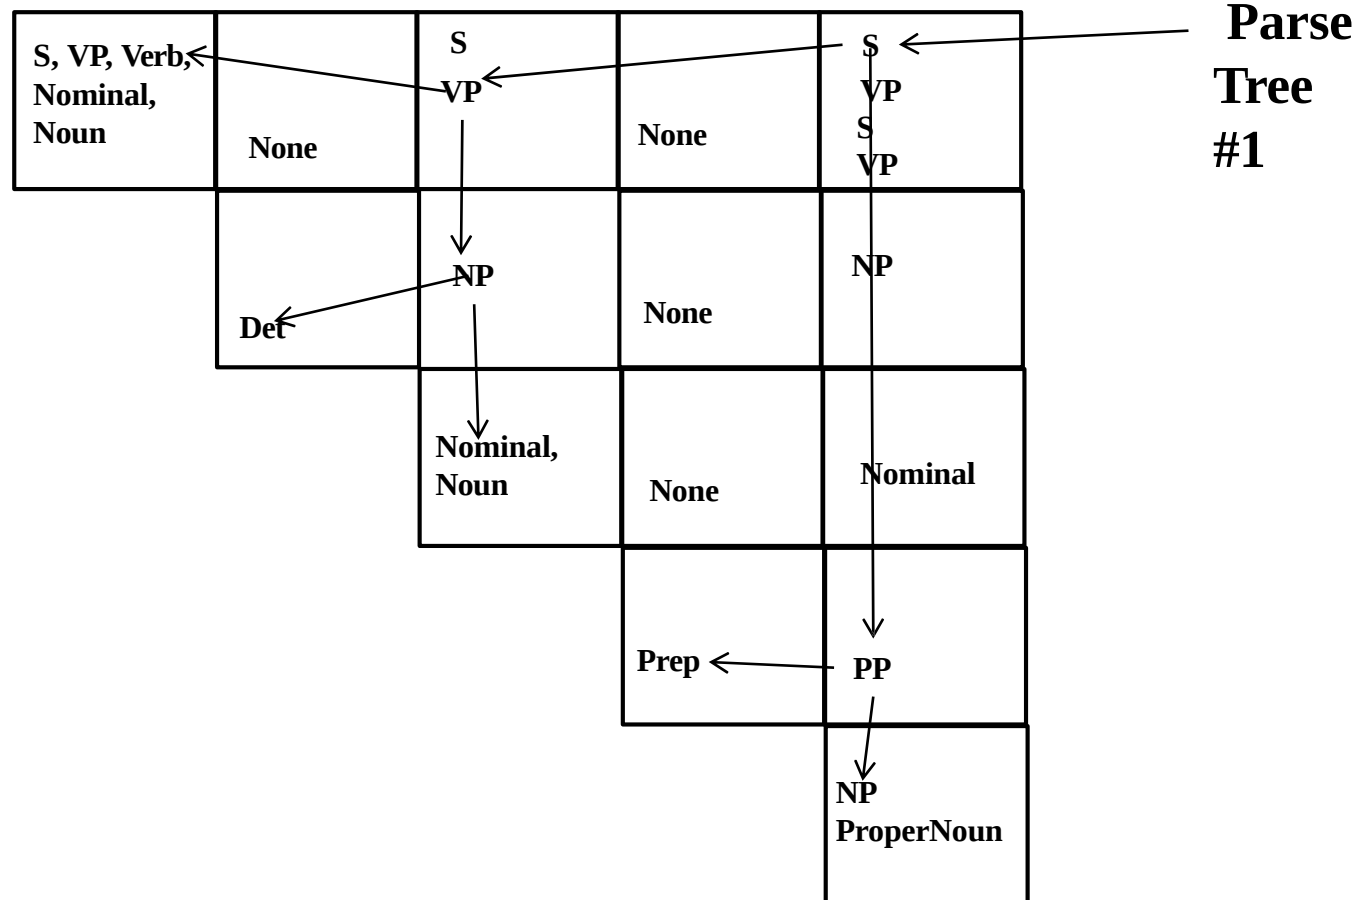 Parse
Tree
#1
S, VP, Verb,
Nominal,
Noun
None
S
VP
None
S
VP
S
VP
Det
NP
None
NP
Nominal,
Noun
None
Nominal
Prep
PP
NP
ProperNoun